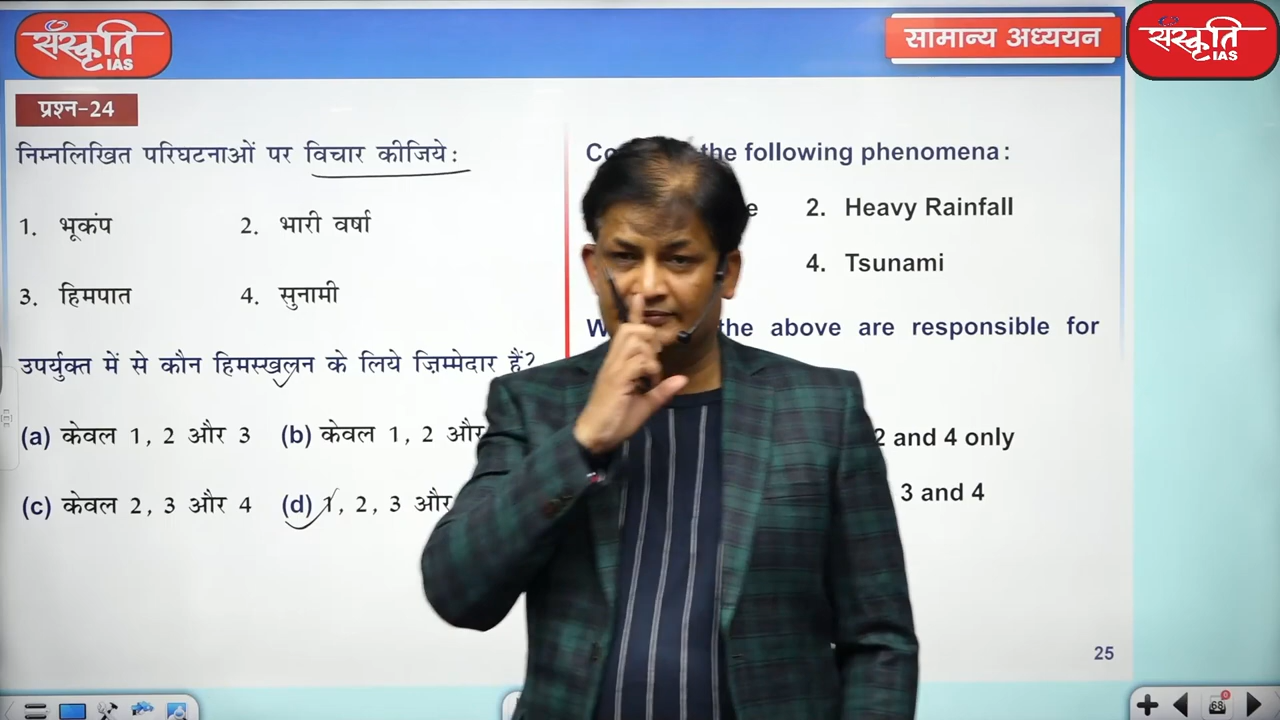 संस्कृति
IAS
सामान्य अध्ययन
संस्कृति
IAS
प्रश्न-24
निम्नलिखित परिघटनाओं पर विचार कीजिये:
1. भूकंप 2. भारी वर्षा
3. हिमपात 4. सुनामी
उपर्युक्त में से कौन हिमस्खलन के लिये ज़िम्मेदार हैं?
(a) केवल 1, 2 और 3 (b) केवल 1, 2 और
(c) केवल 2, 3 और 4 (d) 1, 2, 3 और
the following phenomena:
2. Heavy Rainfall
4. Tsunami
the above are responsible for
2 and 4 only
3 and 4
25
68